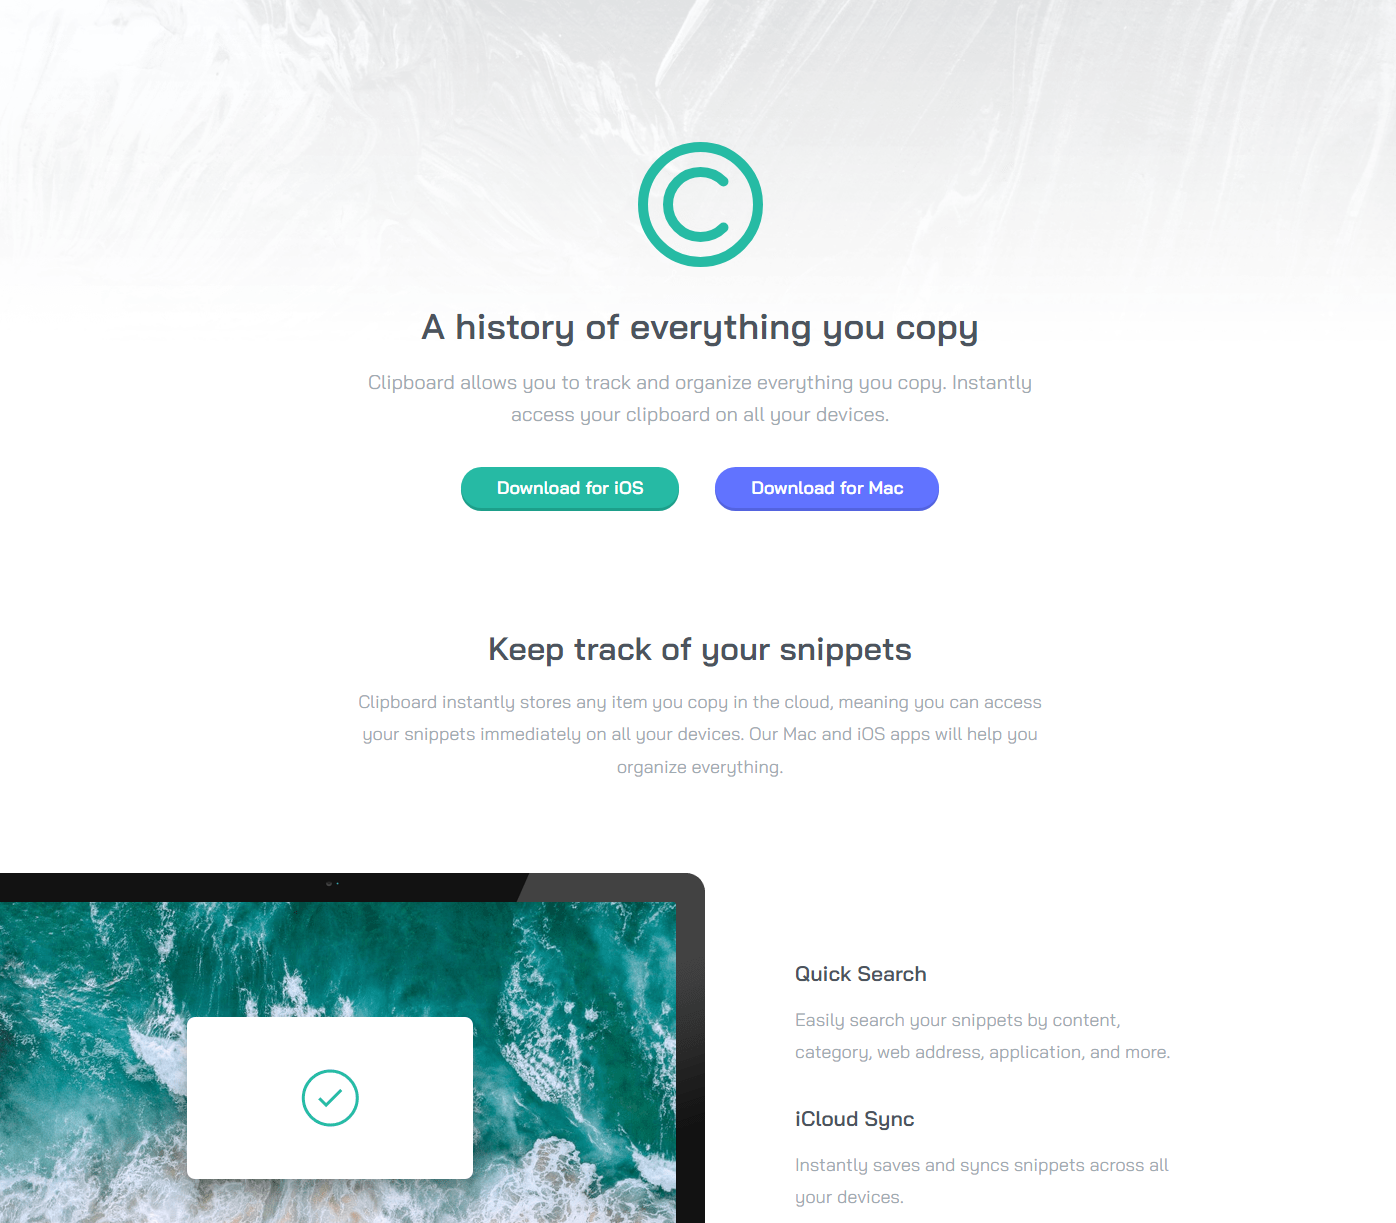 A history of everything you copy
Clipboard allows you to track and organize everything you copy. Instantly
access your clipboard on all your devices.
Download for iOS
Download for Mac
Keep track of your snippets
Clipboard instantly stores any item you copy in the cloud, meaning you can access
your snippets immediately on all your devices. Our Mac and iOS apps will help you
organize everything.
Quick Search
Easily search your snippets by content,
category, web address, application, and more.
iCloud Sync
Instantly saves and syncs snippets across all
your devices.